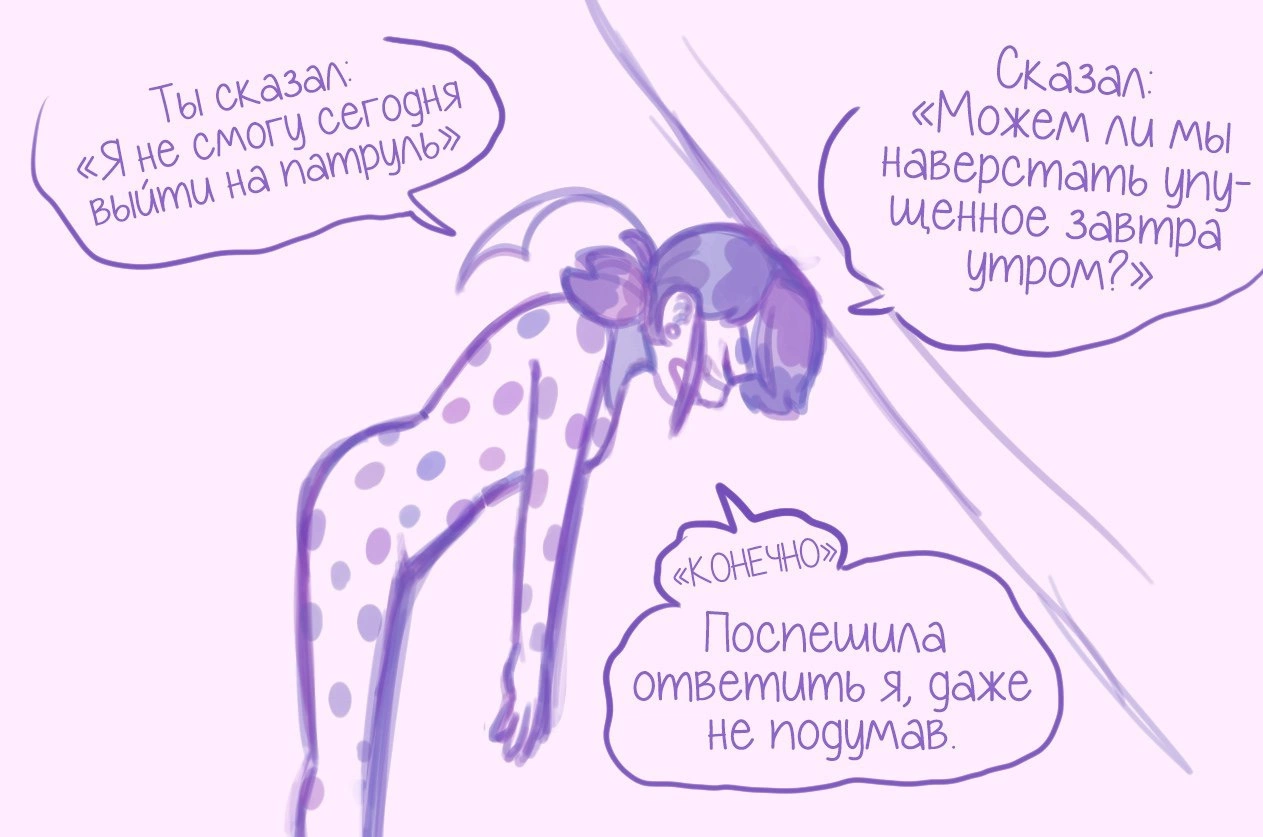 Ты сказал:
«Я не смогу сегодня
выйти на патруль»
Сказал:
«Можем ли мы
наверстать упу-
щенное завтра
утром?»
«КОНЕЧНО»
Поспешила
ответить я, даже
не подумав.